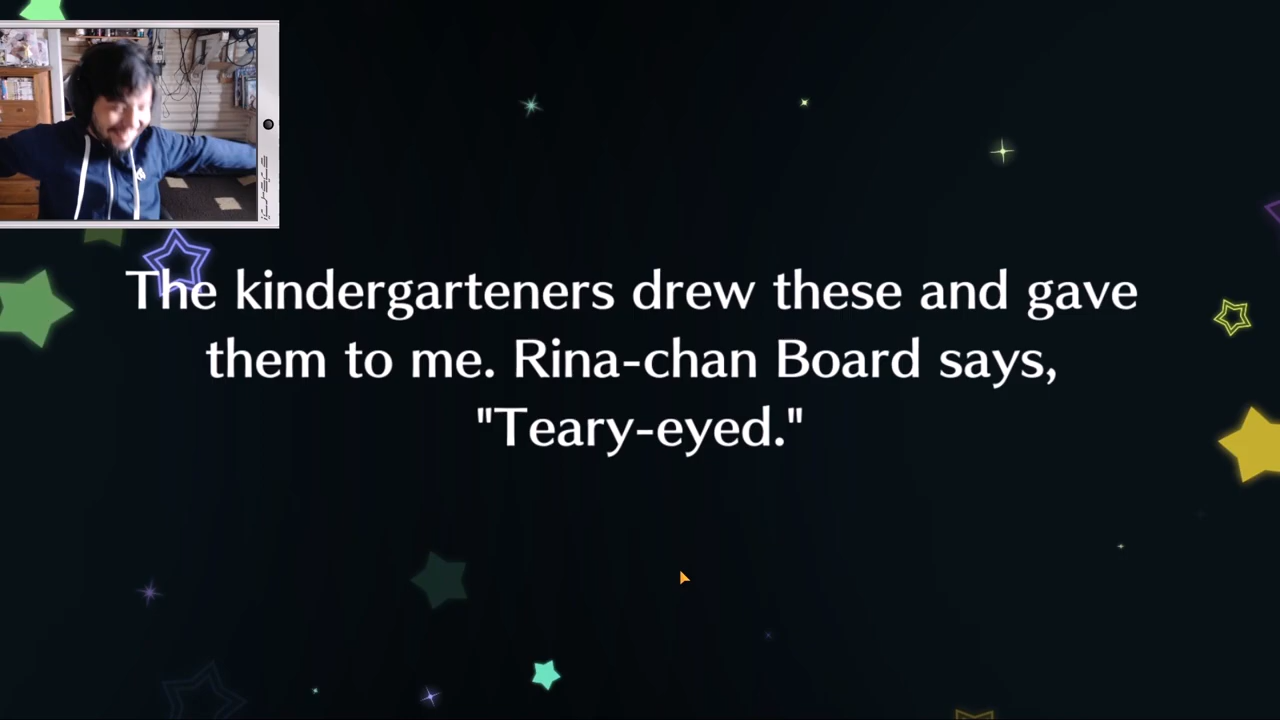 The kindergarteners drew these and gave
them to me. Rina-chan Board says,
"Teary-eyed."